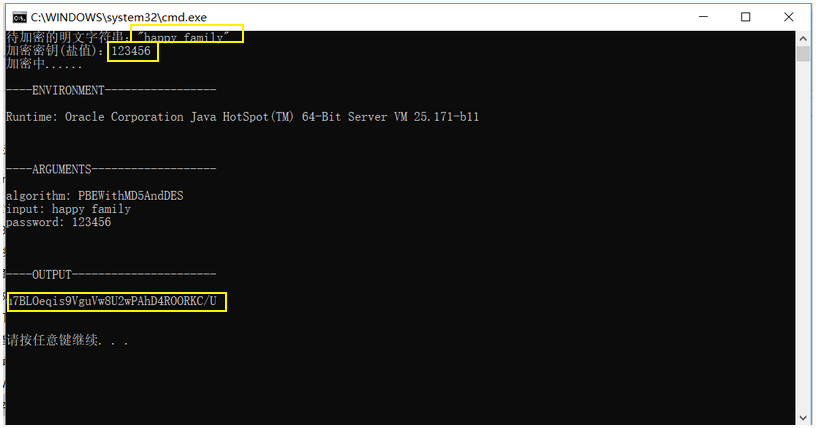 C:\WINDOWS\system32\cmd.exe
待加密的明文字符串："happy family"
加密密钥(盐值)：123456
加密中......
----ENVIRONMENT-----------------
Runtime: Oracle Corporation Java HotSpot(TM) 64-Bit Server VM 25.171-b11
----ARGUMENTS-------------------
algorithm: PBEWithMD5AndDES
input: happy family
password: 123456
----OUTPUT----------------------
i7BLOeqis9VguVw8U2wPAhD4ROORKC/U
请按任意键继续. . .